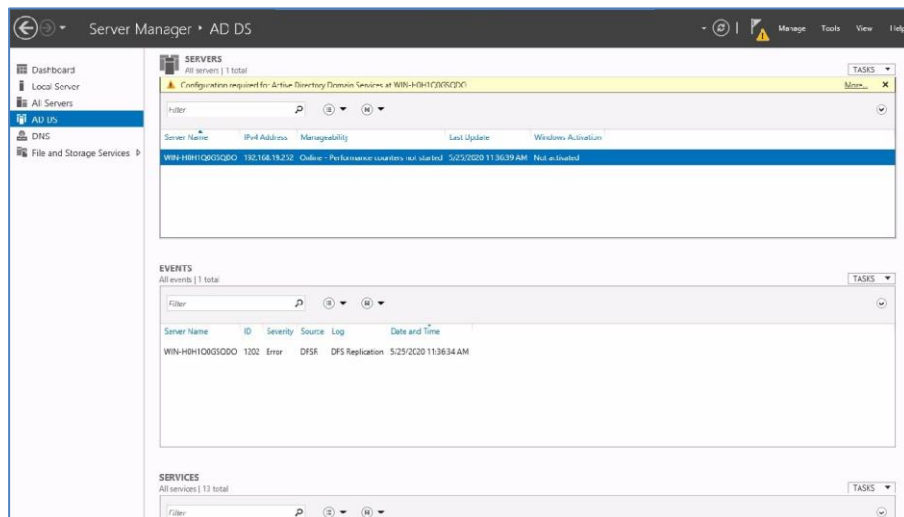 Server Manager • AD DS
Manage Tools View Help
Dashboard
Local Server
All Servers
AD DS
DNS
File and Storage Services
SERVERS
All servers | 1 total
TASKS
Configuration required for Active Directory Domain Services at WIN-H0H1Q0GSQDO
More...
Filter
Server Name IPv4 Address Manageability Last Update Windows Activation
WIN-H0H1Q0GSQDO 192.168.19.252 Online - Performance counters not started 5/25/2020 11:36:39 AM Not activated
EVENTS
All events | 1 total
TASKS
Filter
Server Name ID Severity Source Log Date and Time
WIN-H0H1Q0GSQDO 1202 Error DFSR DFS Replication 5/25/2020 11:36:34 AM
SERVICES
All services | 13 total
TASKS
Filter